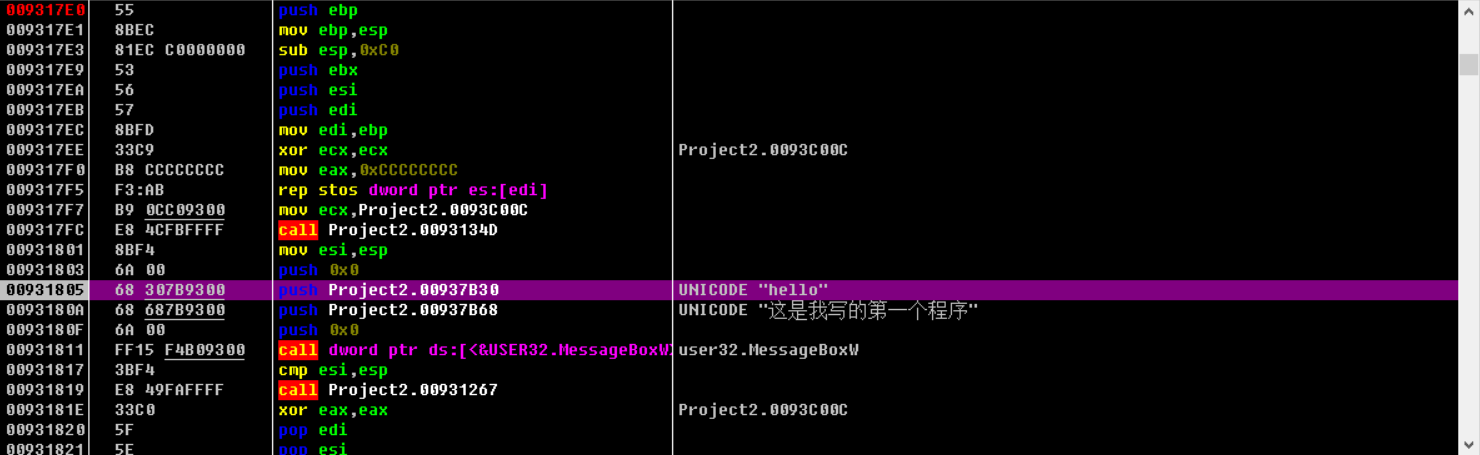 009317E0 55 push ebp
009317E1 8BEC mov ebp,esp
009317E3 81EC C0000000 sub esp,0xC0
009317E9 53 push ebx
009317EA 56 push esi
009317EB 57 push edi
009317EC 8BFD mov edi,ebp
009317EE 33C9 xor ecx,ecx Project2.0093C00C
009317F0 B8 CCCCCCCC mov eax,0xCCCCCCCC
009317F5 F3:AB rep stos dword ptr es:[edi]
009317F7 B9 0CC09300 mov ecx,Project2.0093C00C
009317FC E8 4CFBFFFF call Project2.0093134D
00931801 8BF4 mov esi,esp
00931803 6A 00 push 0x0
00931805 68 307B9300 push Project2.00937B30 UNICODE "hello"
0093180A 68 687B9300 push Project2.00937B68 UNICODE "这是我写的第一个程序"
0093180F 6A 00 push 0x0
00931811 FF15 F4B09300 call dword ptr ds:[<&USER32.MessageBoxW> user32.MessageBoxW
00931817 3BF4 cmp esi,esp
00931819 E8 49FAFFFF call Project2.00931267
0093181E 33C0 xor eax,eax Project2.0093C00C
00931820 5F pop edi
00931821 5E pop esi